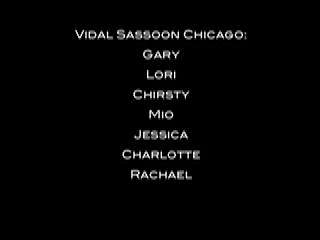 Vidal Sassoon Chicago:
Gary
Lori
Chirsty
Mio
Jessica
Charlotte
Rachael